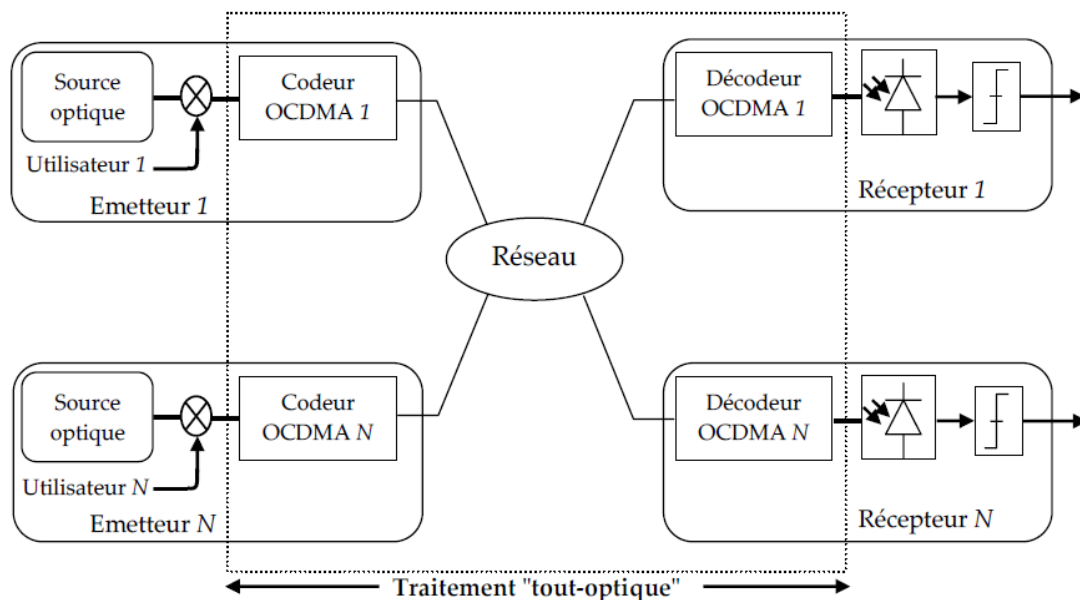 Source
optique
Codeur
OCDMA 1
Utilisateur 1
Emetteur 1
Décodeur
OCDMA 1
Récepteur 1
Réseau
Source
optique
Codeur
OCDMA N
Utilisateur N
Emetteur N
Décodeur
OCDMA N
Récepteur N
Traitement "tout-optique"